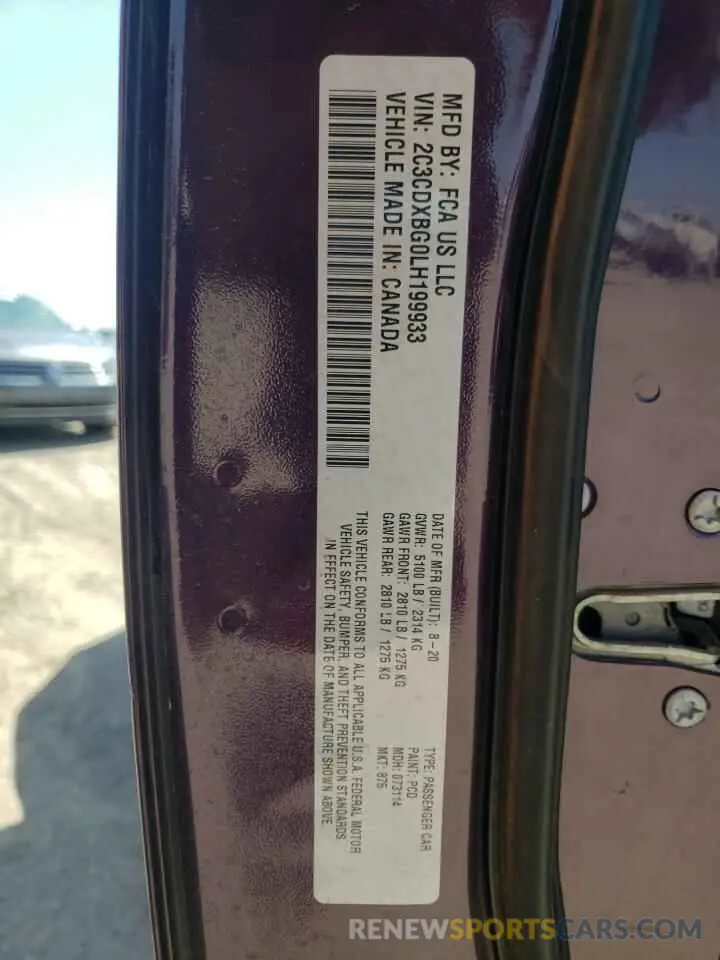 MFD BY: FCA US LLC
VIN: 2C3CDXBG0LH199933
VEHICLE MADE IN: CANADA
DATE OF MFR (BUILT): 8-20
GVWR: 5100 LB / 2314 KG
GAWR FRONT: 2810 LB / 1275 KG
GAWR REAR: 2810 LB / 1275 KG
THIS VEHICLE CONFORMS TO ALL APPLICABLE U.S.A. FEDERAL MOTOR
VEHICLE SAFETY, BUMPER, AND THEFT PREVENTION STANDARDS
IN EFFECT ON THE DATE OF MANUFACTURE SHOWN ABOVE.
TYPE: PASSENGER CAR
PAINT: PCD
MDH: 073114
MKT: 875
RENEWSPORTSCARS.COM